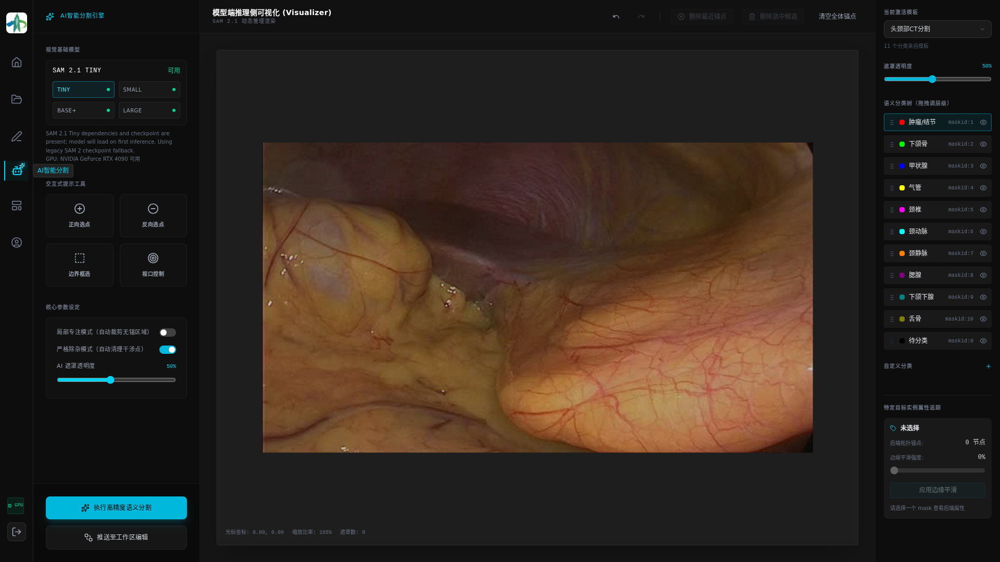 AI智能分割引擎
视觉基础模型
SAM 2.1 TINY
可用
TINY
SMALL
BASE+
LARGE
SAM 2.1 Tiny dependencies and checkpoint are
present; model will load on first inference. Using
legacy SAM 2 checkpoint fallback.
GPU: NVIDIA GeForce RTX 4090 可用
AI智能分割
交互式提示工具
正向选点
反向选点
边界框选
视口控制
核心参数设定
局部专注模式（自动裁剪无锚区域）
严格除杂模式（自动清理干涉点）
AI 遮罩透明度
50%
执行高精度语义分割
推送至工作区编辑
GPU
模型端推理侧可视化 (Visualizer)
SAM 2.1 动态推理渲染
删除最近锚点
删除选中候选
清空全体锚点
光标坐标: 0.00, 0.00 缩放比率: 165% 遮罩数: 0
当前激活模板
头颈部CT分割
11 个分类来自模板
遮罩透明度
50%
语义分类树（拖拽调层级）
肿瘤/结节 maskid:1
下颌骨 maskid:2
甲状腺 maskid:3
气管 maskid:4
颈椎 maskid:5
颈动脉 maskid:6
颈静脉 maskid:7
腮腺 maskid:8
下颌下腺 maskid:9
舌骨 maskid:10
待分类 maskid:0
自定义分类
+
特定目标实例属性追踪
未选择
后端拓扑锚点: 0 节点
边缘平滑强度: 0%
应用边缘平滑
请选择一个 mask 查看后端属性